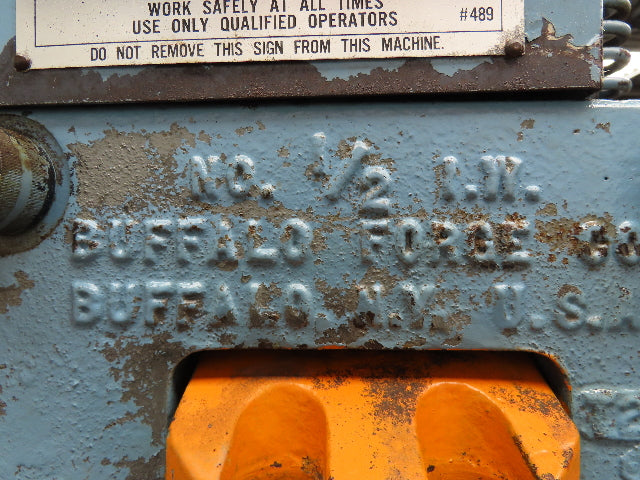 WORK SAFELY AT ALL TIMES
USE ONLY QUALIFIED OPERATORS #489
DO NOT REMOVE THIS SIGN FROM THIS MACHINE.
NO. 1/2 I.W.
BUFFALO FORGE CO
BUFFALO. N.Y. U.S.